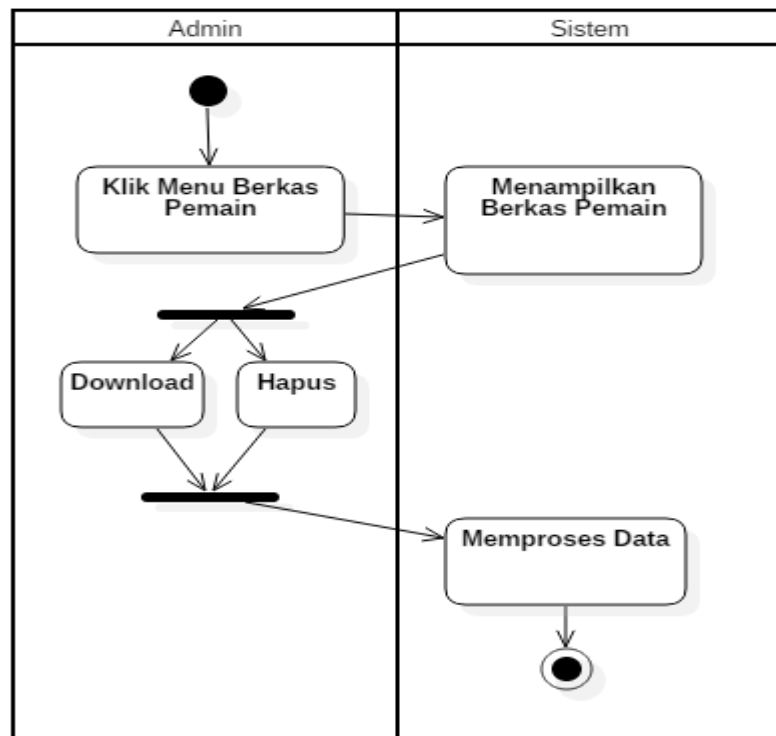 Admin
Sistem
Klik Menu Berkas
Pemain
Menampilkan
Berkas Pemain
Download
Hapus
Memproses Data